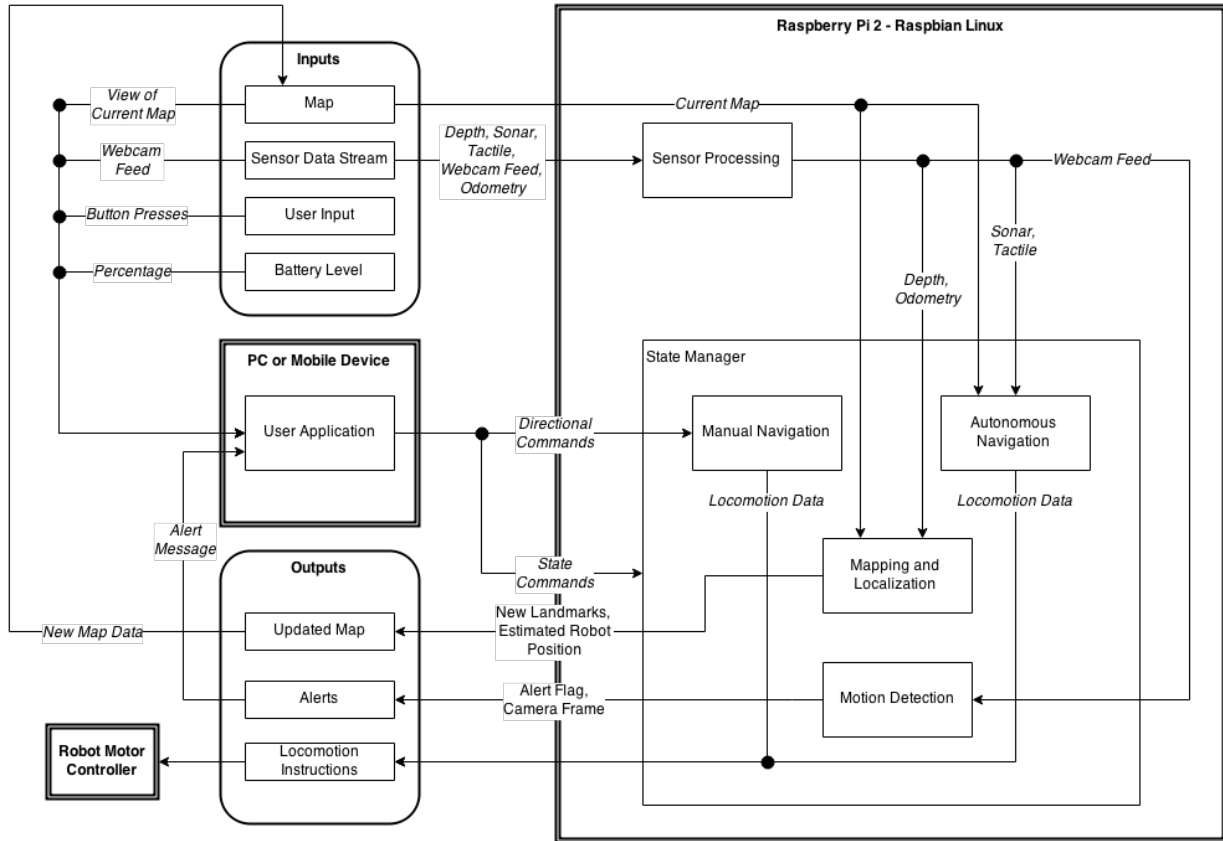 Raspberry Pi 2 - Raspbian Linux
Inputs
View of
Current Map
Map
Current Map
Webcam
Feed
Sensor Data Stream
Depth, Sonar,
Tactile,
Webcam Feed,
Odometry
Sensor Processing
Webcam Feed
Button Presses
User Input
Sonar,
Tactile
Percentage
Battery Level
Depth,
Odometry
PC or Mobile Device
State Manager
User Application
Directional
Commands
Manual Navigation
Autonomous
Navigation
Locomotion Data
Locomotion Data
Alert
Message
Outputs
State
Commands
Mapping and
Localization
New Map Data
Updated Map
New Landmarks,
Estimated Robot
Position
Alerts
Alert Flag,
Camera Frame
Motion Detection
Robot Motor
Controller
Locomotion
Instructions